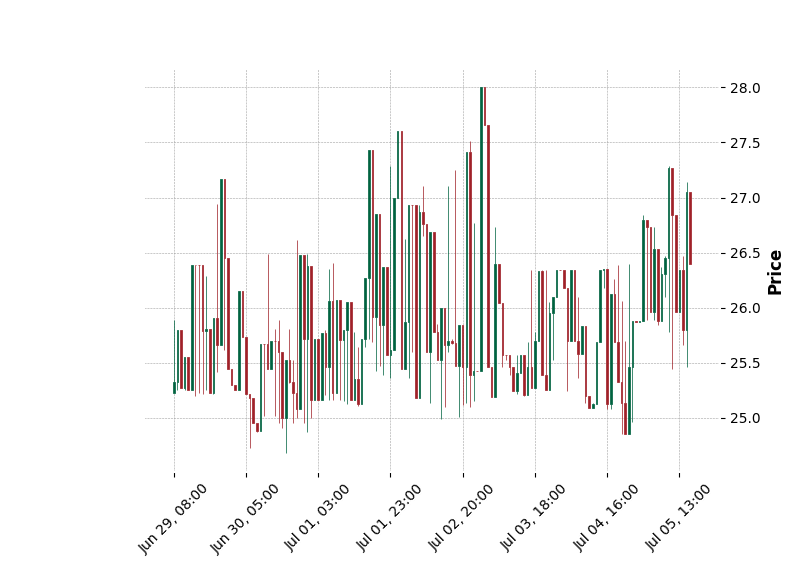 28.0
27.5
27.0
26.5
26.0
25.5
25.0
Price
Jun 29, 08:00
Jun 30, 05:00
Jul 01, 03:00
Jul 01, 23:00
Jul 02, 20:00
Jul 03, 18:00
Jul 04, 16:00
Jul 05, 13:00